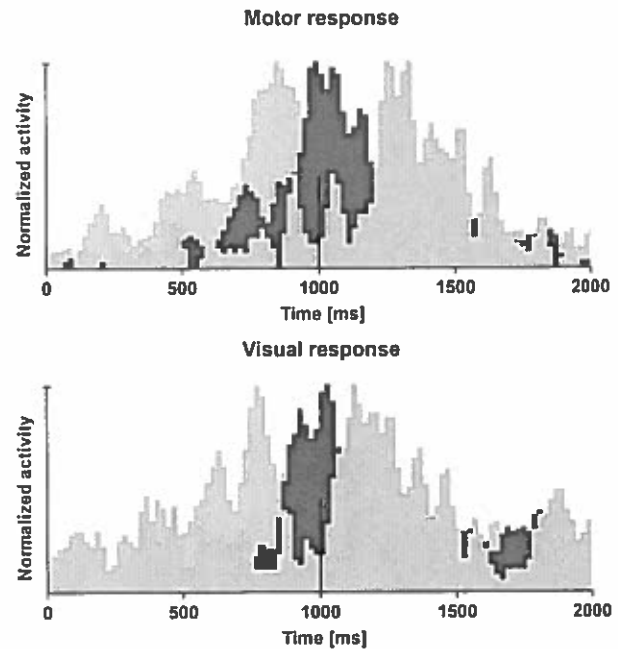 Motor response
Normalized activity
0 500 1000 1500 2000
Time [ms]
Visual response
Normalized activity
0 500 1000 1500 2000
Time [ms]